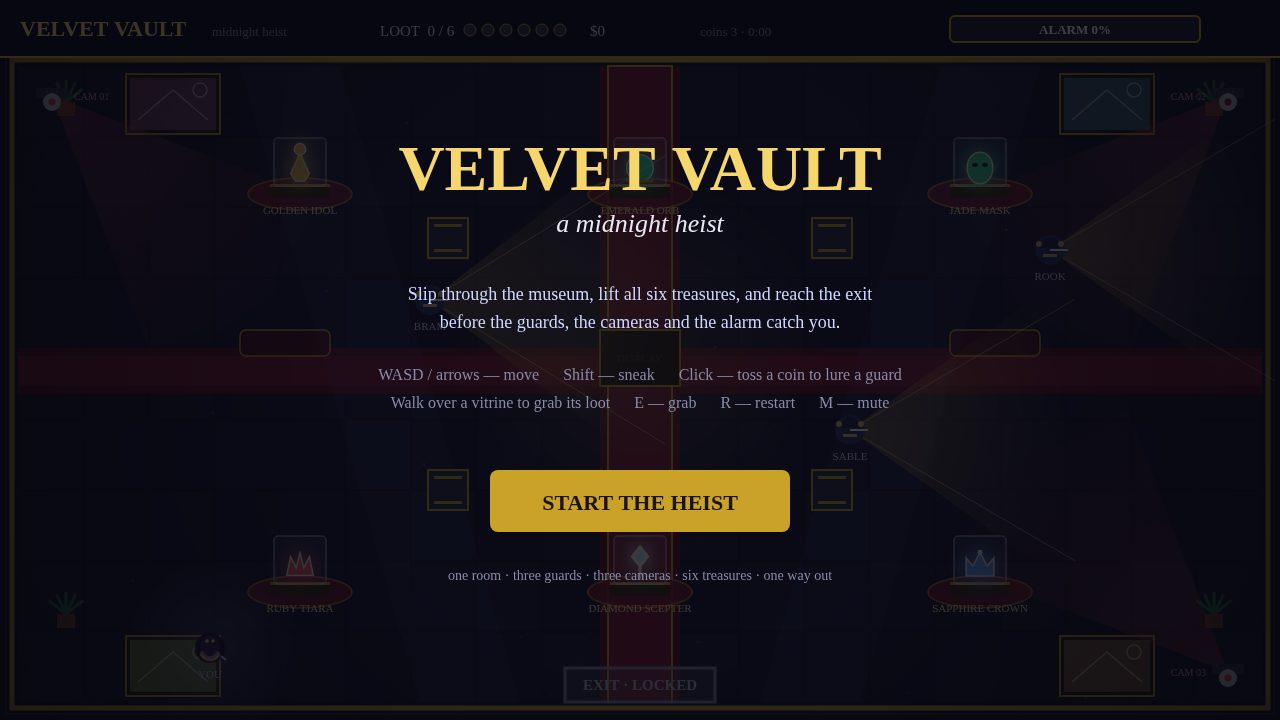 VELVET VAULT midnight heist LOOT 0 / 6 $0 coins 3 · 0:00 ALARM 0%
CAM 01
CAM 02
VELVET VAULT
GOLDEN IDOL
EMERALD ORB
JADE MASK
a midnight heist
ROOK
Slip through the museum, lift all six treasures, and reach the exit
before the guards, the cameras and the alarm catch you.
WASD / arrows — move Shift — sneak Click — toss a coin to lure a guard
Walk over a vitrine to grab its loot E — grab R — restart M — mute
SABLE
START THE HEIST
one room · three guards · three cameras · six treasures · one way out
RUBY TIARA
DIAMOND SCEPTER
SAPPHIRE CROWN
YOU
CAM 03
EXIT · LOCKED